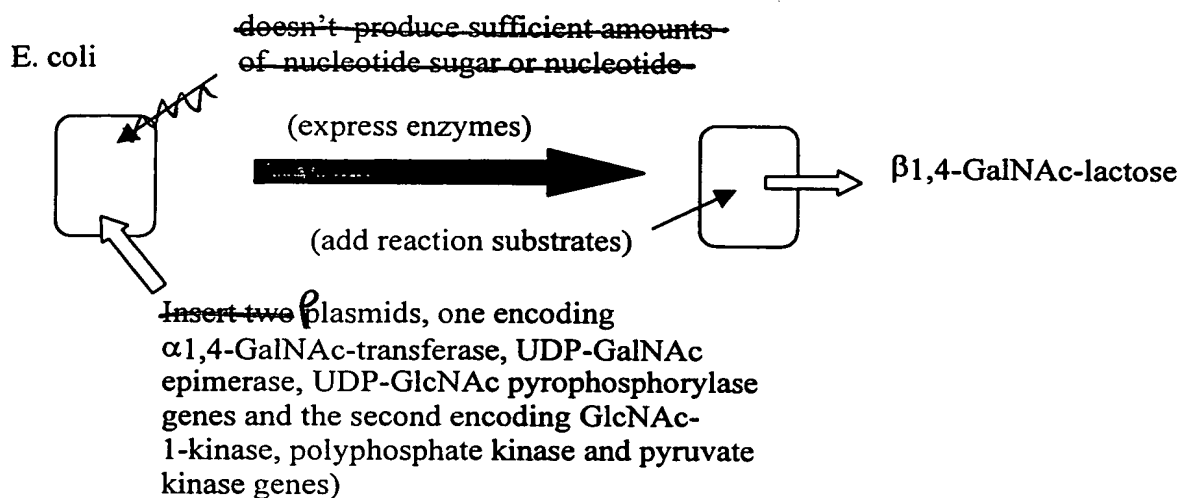 doesn't produce sufficient amounts
of nucleotide sugar or nucleotide
E. coli
(express enzymes)
β1,4-GalNAc-lactose
(add reaction substrates)
Insert two plasmids, one encoding
α1,4-GalNAc-transferase, UDP-GalNAc
epimerase, UDP-GlcNAc pyrophosphorylase
genes and the second encoding GlcNAc-
1-kinase, polyphosphate kinase and pyruvate
kinase genes)